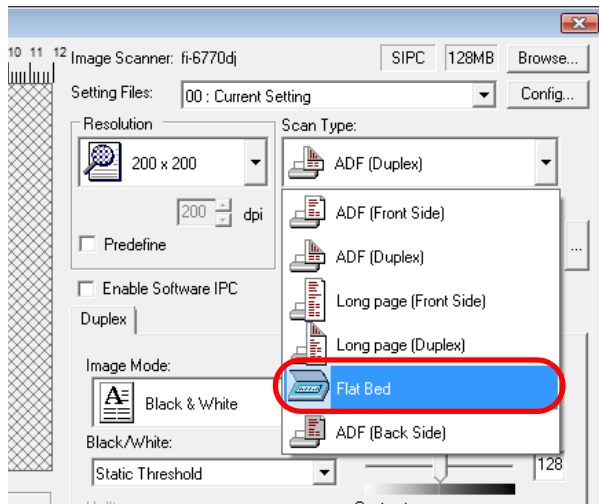 10 11 12
Image Scanner: fi-6770dj SIPC 128MB Browse...
Setting Files: 00 : Current Setting Config...
Resolution Scan Type:
200 x 200 ADF (Duplex)
200 dpi ADF (Front Side)
Predefine ADF (Duplex) ...
Enable Software IPC Long page (Front Side)
Duplex Long page (Duplex)
Image Mode:
Black & White Flat Bed
Black/White: ADF (Back Side)
Static Threshold 128